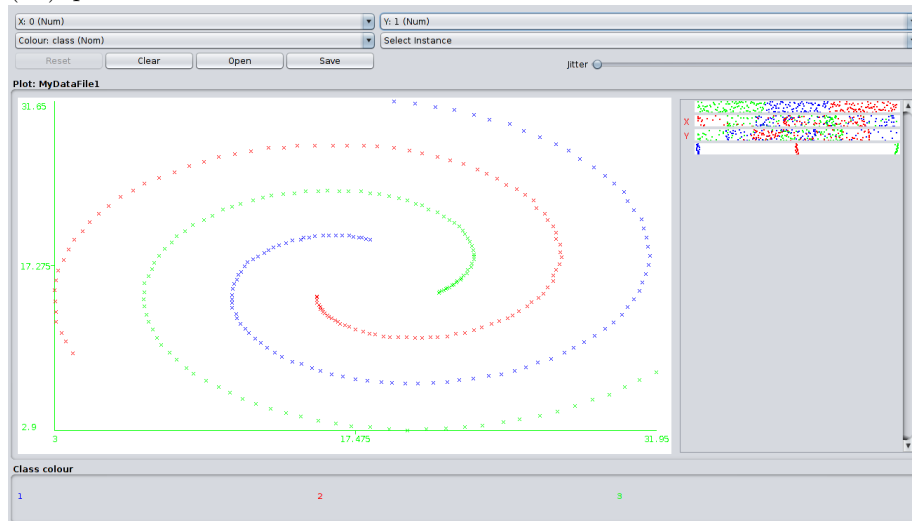 X: 0 (Num) Y: 1 (Num)
Colour: class (Nom) Select Instance
Reset Clear Open Save Jitter
Plot: MyDataFile1
31.65
X
Y
17.275
2.9
3 17.475 31.95
Class colour
1 2 3